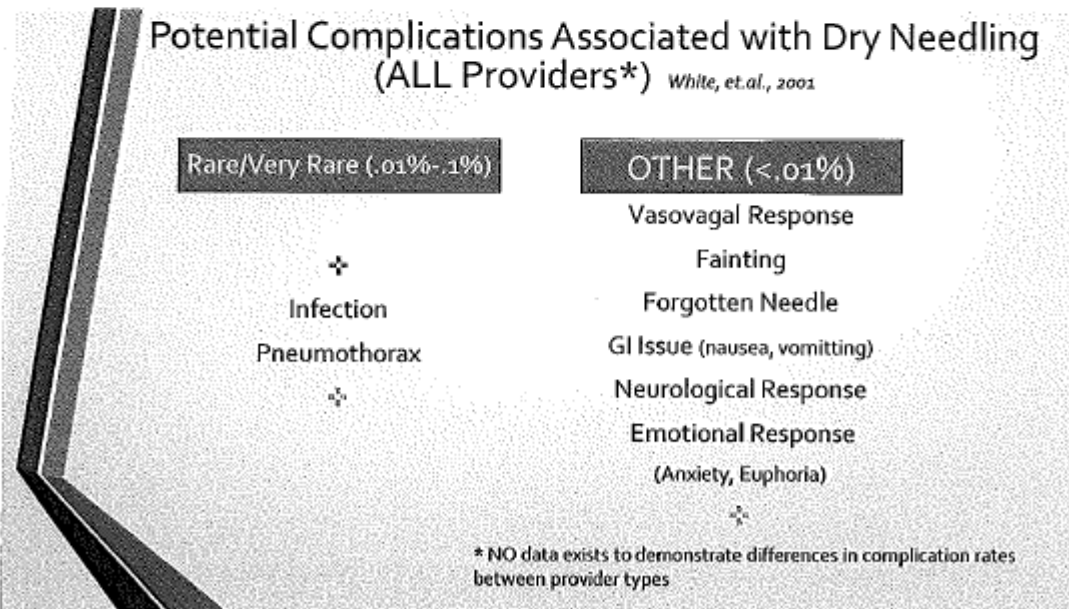 Potential Complications Associated with Dry Needling
(ALL Providers*) White, et.al., 2001
Rare/Very Rare (.01%-.1%)
Infection
Pneumothorax
OTHER (<.01%)
Vasovagal Response
Fainting
Forgotten Needle
GI Issue (nausea, vomitting)
Neurological Response
Emotional Response
(Anxiety, Euphoria)
* NO data exists to demonstrate differences in complication rates
between provider types